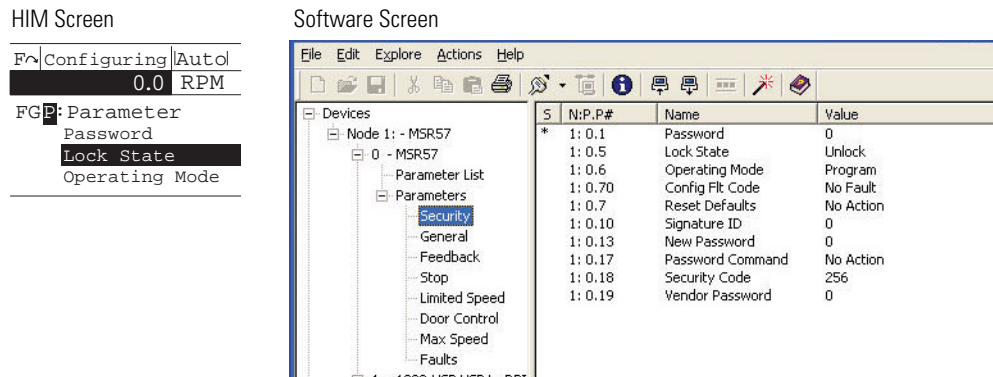 HIM Screen
Software Screen
F Configuring Auto
0.0 RPM
FGP: Parameter
Password
Lock State
Operating Mode
File Edit Explore Actions Help
Devices
Node 1: - MSR57
0 - MSR57
Parameter List
Parameters
Security
General
Feedback
Stop
Limited Speed
Door Control
Max Speed
Faults
S N:P.P# Name Value
* 1: 0.1 Password 0
1: 0.5 Lock State Unlock
1: 0.6 Operating Mode Program
1: 0.70 Config Flt Code No Fault
1: 0.7 Reset Defaults No Action
1: 0.10 Signature ID 0
1: 0.13 New Password 0
1: 0.17 Password Command No Action
1: 0.18 Security Code 256
1: 0.19 Vendor Password 0